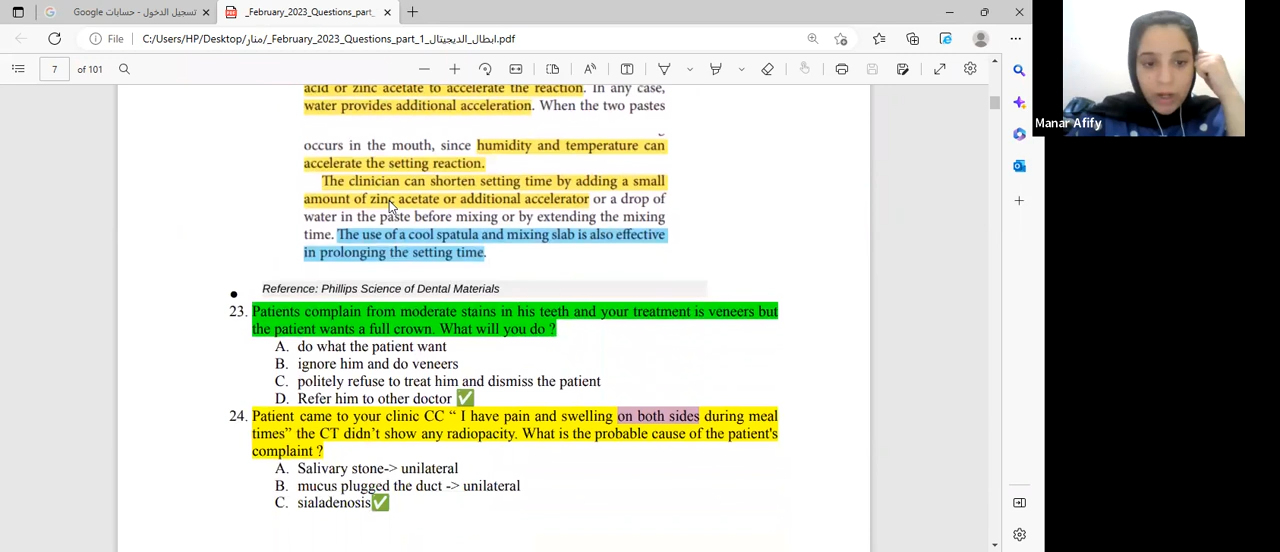 تسجيل الدخول - حسابات Google
_February_2023_Questions_part_
File
C:/Users/HP/Desktop/منار/_February_2023_Questions_part_1_ابطال_الديجيتال.pdf
7 of 101
acid or zinc acetate to accelerate the reaction. In any case,
water provides additional acceleration. When the two pastes
occurs in the mouth, since humidity and temperature can
accelerate the setting reaction.
The clinician can shorten setting time by adding a small
amount of zinc acetate or additional accelerator or a drop of
water in the paste before mixing or by extending the mixing
time. The use of a cool spatula and mixing slab is also effective
in prolonging the setting time.
Reference: Phillips Science of Dental Materials
23. Patients complain from moderate stains in his teeth and your treatment is veneers but
the patient wants a full crown. What will you do ?
A. do what the patient want
B. ignore him and do veneers
C. politely refuse to treat him and dismiss the patient
D. Refer him to other doctor ✅
24. Patient came to your clinic CC “ I have pain and swelling on both sides during meal
times” the CT didn’t show any radiopacity. What is the probable cause of the patient's
complaint ?
A. Salivary stone-> unilateral
B. mucus plugged the duct -> unilateral
C. sialadenosis✅
Manar Afify